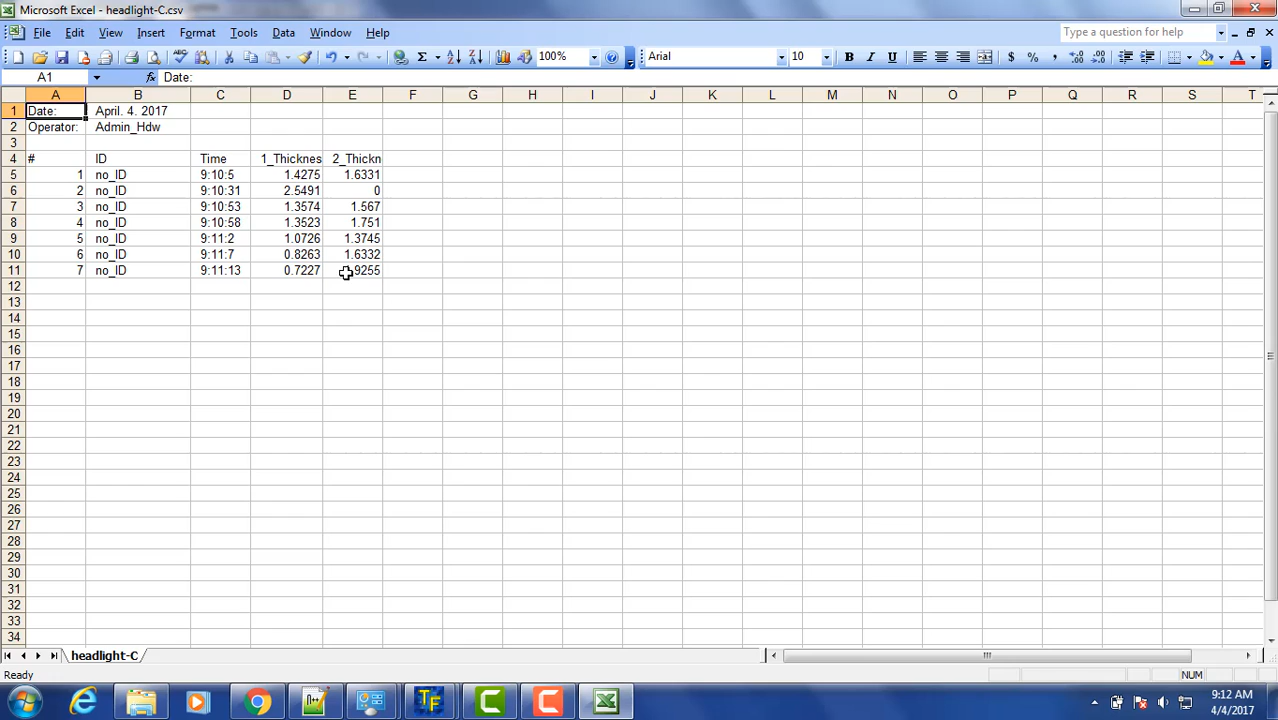 Microsoft Excel - headlight-C.csv
File Edit View Insert Format Tools Data Window Help Type a question for help
100% Arial 10 B I U $ %
A1 fx Date:
A B C D E F G H I J K L M N O P Q R S T
1 Date: April. 4. 2017
2 Operator: Admin_Hdw
3
4 # ID Time 1_Thicknes 2_Thickn
5 1 no_ID 9:10:5 1.4275 1.6331
6 2 no_ID 9:10:31 2.5491 0
7 3 no_ID 9:10:53 1.3574 1.567
8 4 no_ID 9:10:58 1.3523 1.751
9 5 no_ID 9:11:2 1.0726 1.3745
10 6 no_ID 9:11:7 0.8263 1.6332
11 7 no_ID 9:11:13 0.7227 .9255
12
13
14
15
16
17
18
19
20
21
22
23
24
25
26
27
28
29
30
31
32
33
34
headlight-C
Ready NUM
TF 9:12 AM
4/4/2017